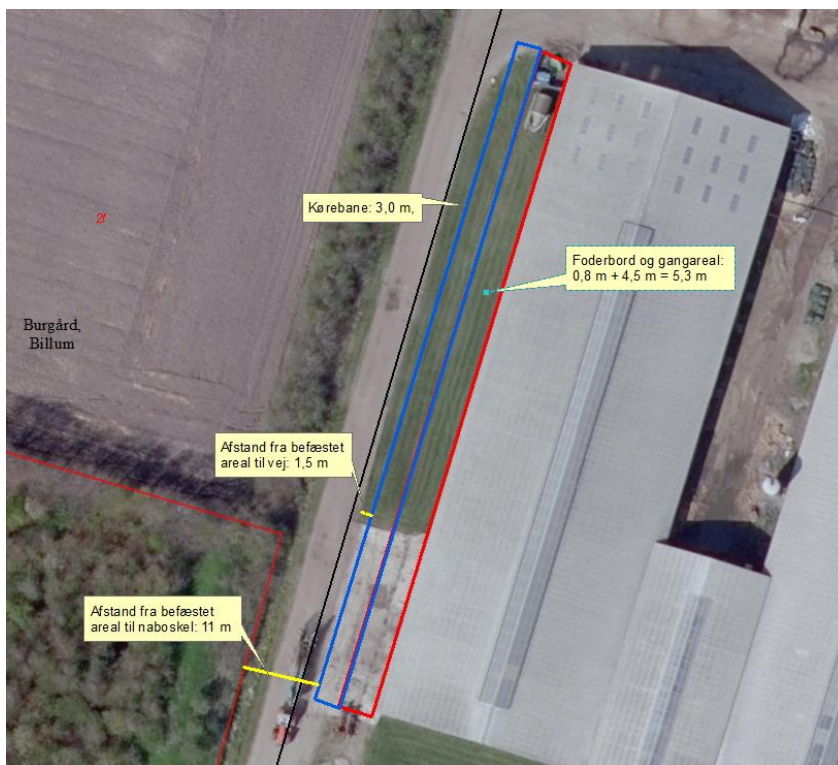 Kørebane: 3,0 m,
Foderbord og gangareal:
0,8 m + 4,5 m = 5,3 m
Burgård,
Billum
Afstand fra befæstet
areal til vej: 1,5 m
Afstand fra befæstet
areal til naboskel: 11 m